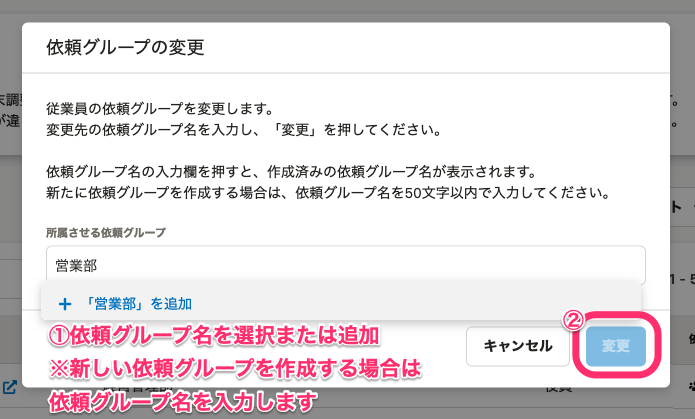 依頼グループの変更
従業員の依頼グループを変更します。
変更先の依頼グループ名を入力し、「変更」を押してください。
依頼グループ名の入力欄を押すと、作成済みの依頼グループ名が表示されます。
新たに依頼グループを作成する場合は、依頼グループ名を50文字以内で入力してください。
所属させる依頼グループ
営業部
+ 「営業部」を追加
①依頼グループ名を選択または追加
※新しい依頼グループを作成する場合は
依頼グループ名を入力します
②
キャンセル
変更
末調整
が違
す。
。
ト
1 - 5